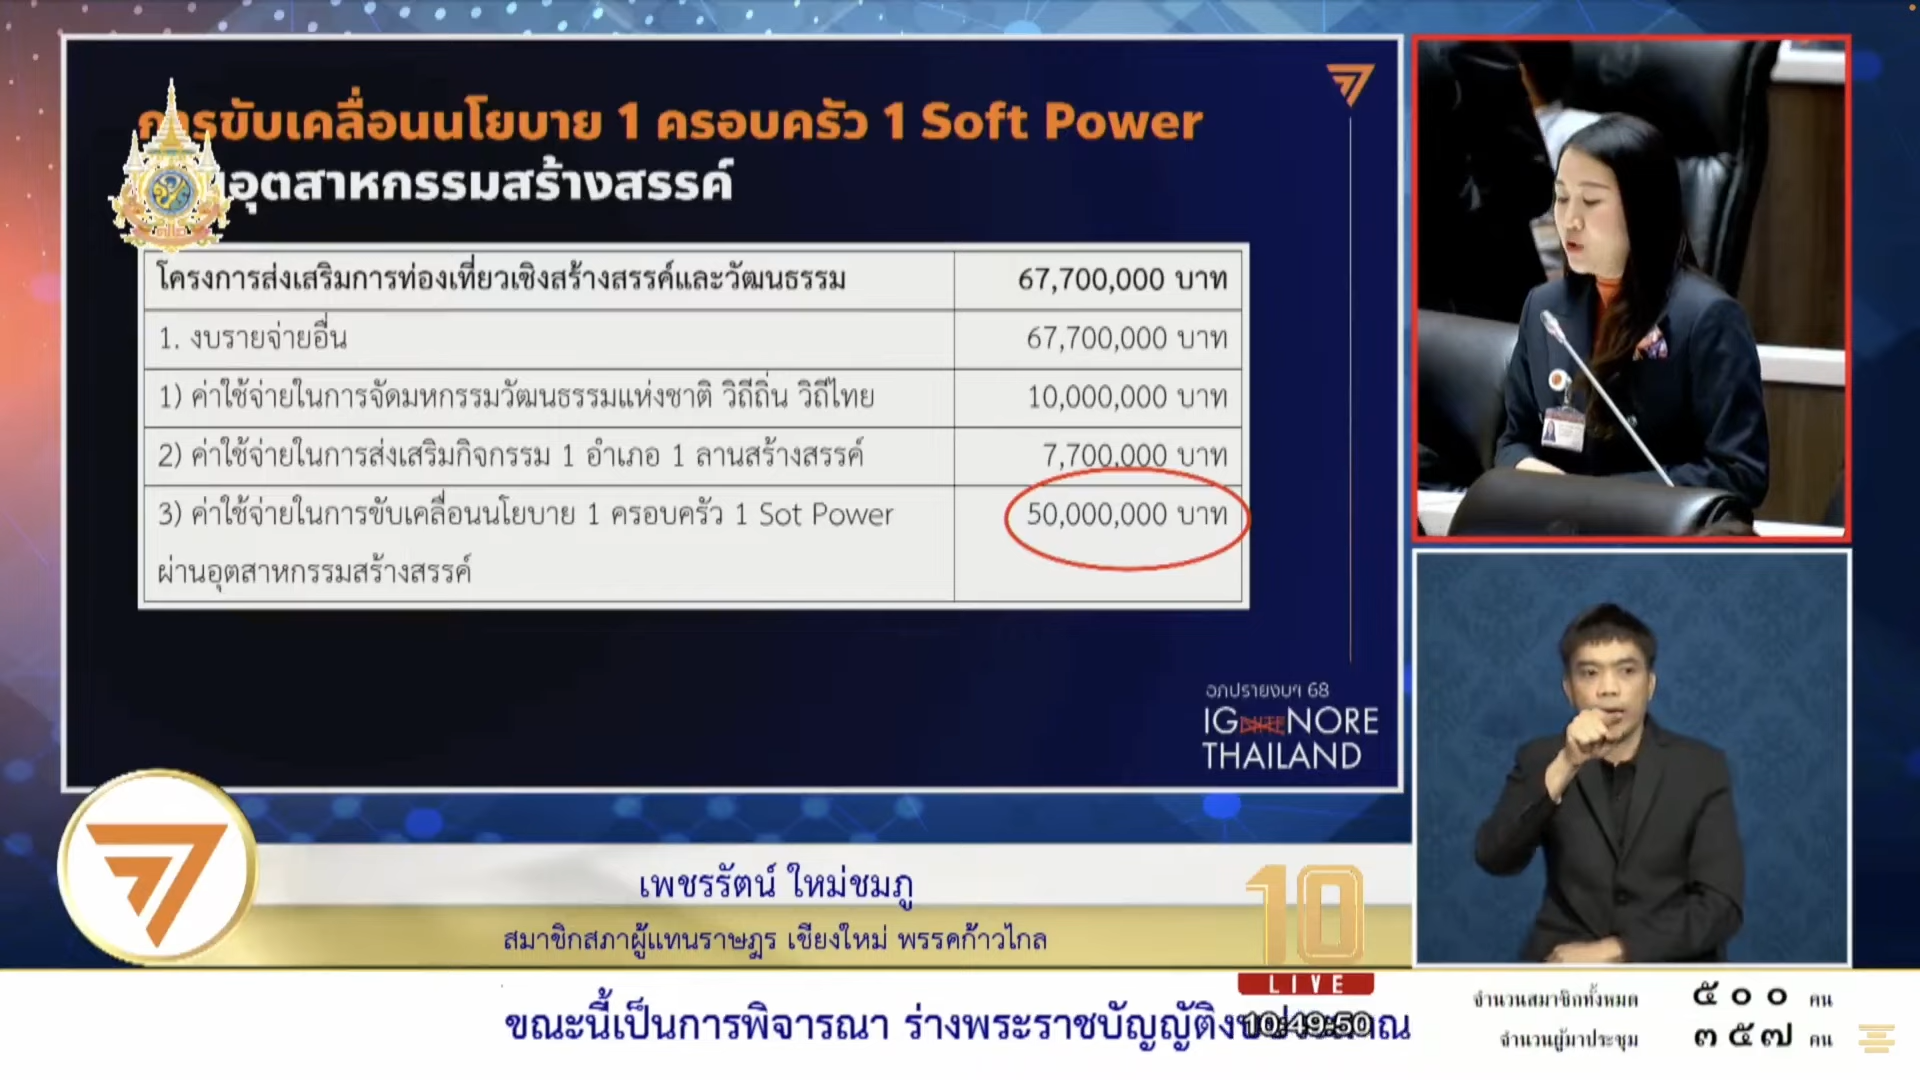 การขับเคลื่อนนโยบาย 1 ครอบครัว 1 Soft Power
อุตสาหกรรมสร้างสรรค์
โครงการส่งเสริมการท่องเที่ยวเชิงสร้างสรรค์และวัฒนธรรม 67,700,000 บาท
1. งบรายจ่ายอื่น 67,700,000 บาท
1) ค่าใช้จ่ายในการจัดมหกรรมวัฒนธรรมแห่งชาติ วิถีถิ่น วิถีไทย 10,000,000 บาท
2) ค่าใช้จ่ายในการส่งเสริมกิจกรรม 1 อำเภอ 1 ลานสร้างสรรค์ 7,700,000 บาท
3) ค่าใช้จ่ายในการขับเคลื่อนนโยบาย 1 ครอบครัว 1 Sot Power 50,000,000 บาท
ผ่านอุตสาหกรรมสร้างสรรค์
อภปรายงบฯ 68
IGNORE
THAILAND
เพชรรัตน์ ใหม่ชมภู
สมาชิกสภาผู้แทนราษฎร เชียงใหม่ พรรคก้าวไกล
10
LIVE
10:49:50
ขณะนี้เป็นการพิจารณา ร่างพระราชบัญญัติ
จำนวนสมาชิกทั้งหมด ๕๐๐ คน
จำนวนผู้มาประชุม ๓๕๗ คน